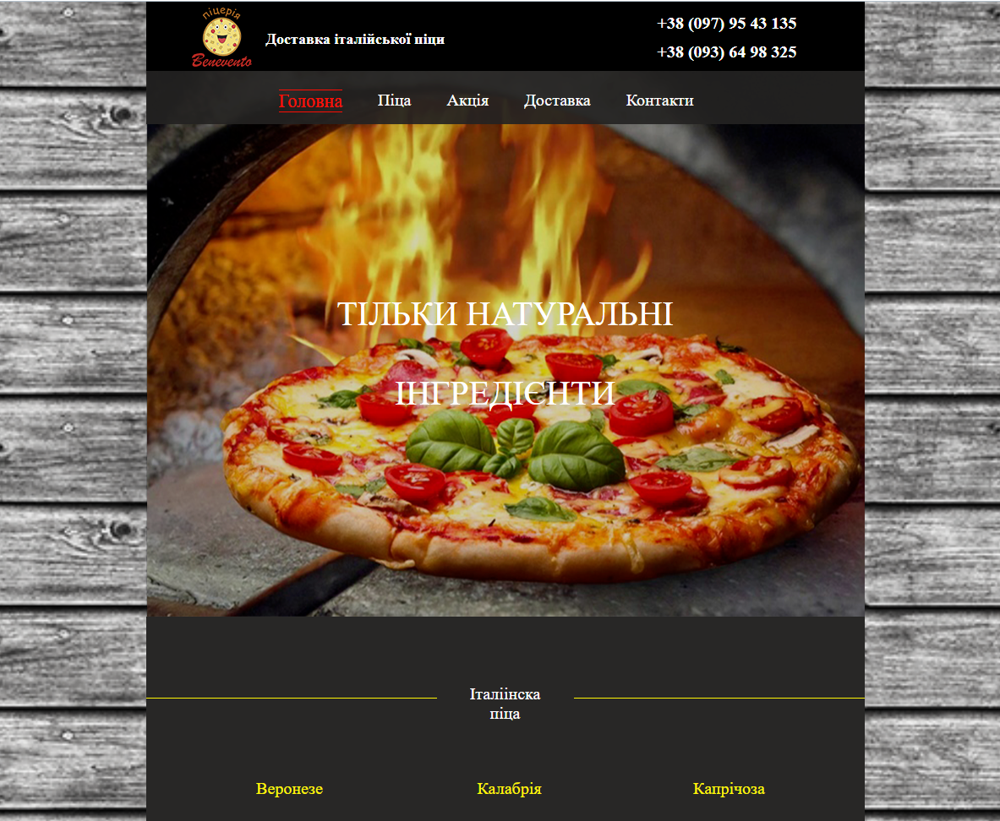 піцерія
Benevento
Доставка італійської піци
+38 (097) 95 43 135
+38 (093) 64 98 325
Головна Піца Акція Доставка Контакти
ТІЛЬКИ НАТУРАЛЬНІ
ІНГРЕДІЄНТИ
Італіінска
піца
Веронезе Калабрія Капрічоза